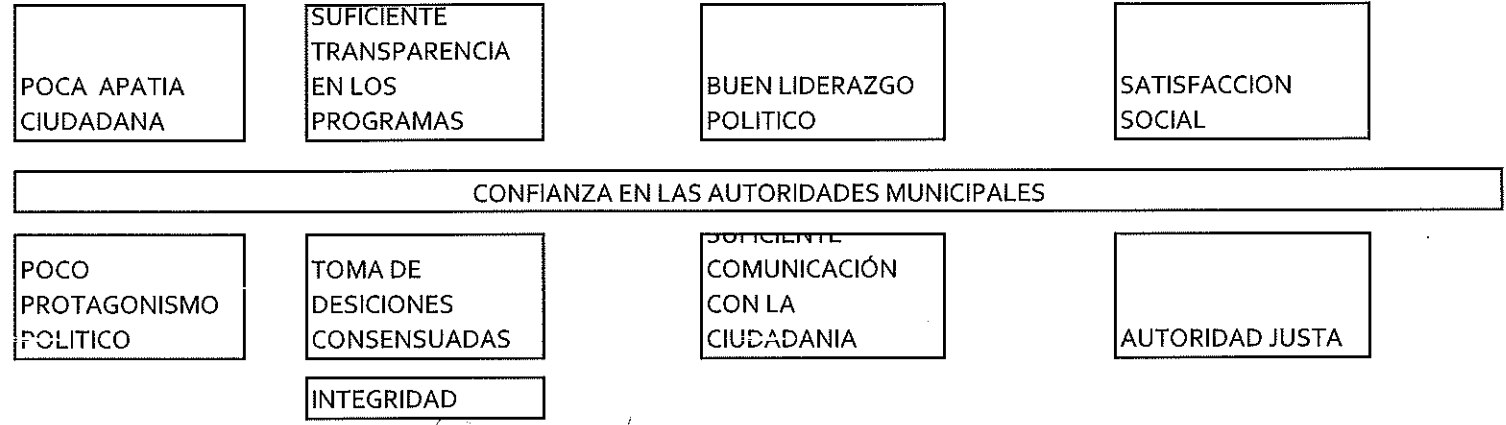 POCA APATIA
CIUDADANA
SUFICIENTE
TRANSPARENCIA
EN LOS
PROGRAMAS
BUEN LIDERAZGO
POLITICO
SATISFACCION
SOCIAL
CONFIANZA EN LAS AUTORIDADES MUNICIPALES
POCO
PROTAGONISMO
POLITICO
TOMA DE
DESICIONES
CONSENSUADAS
SUFICIENTE
COMUNICACIÓN
CON LA
CIUDADANIA
AUTORIDAD JUSTA
INTEGRIDAD